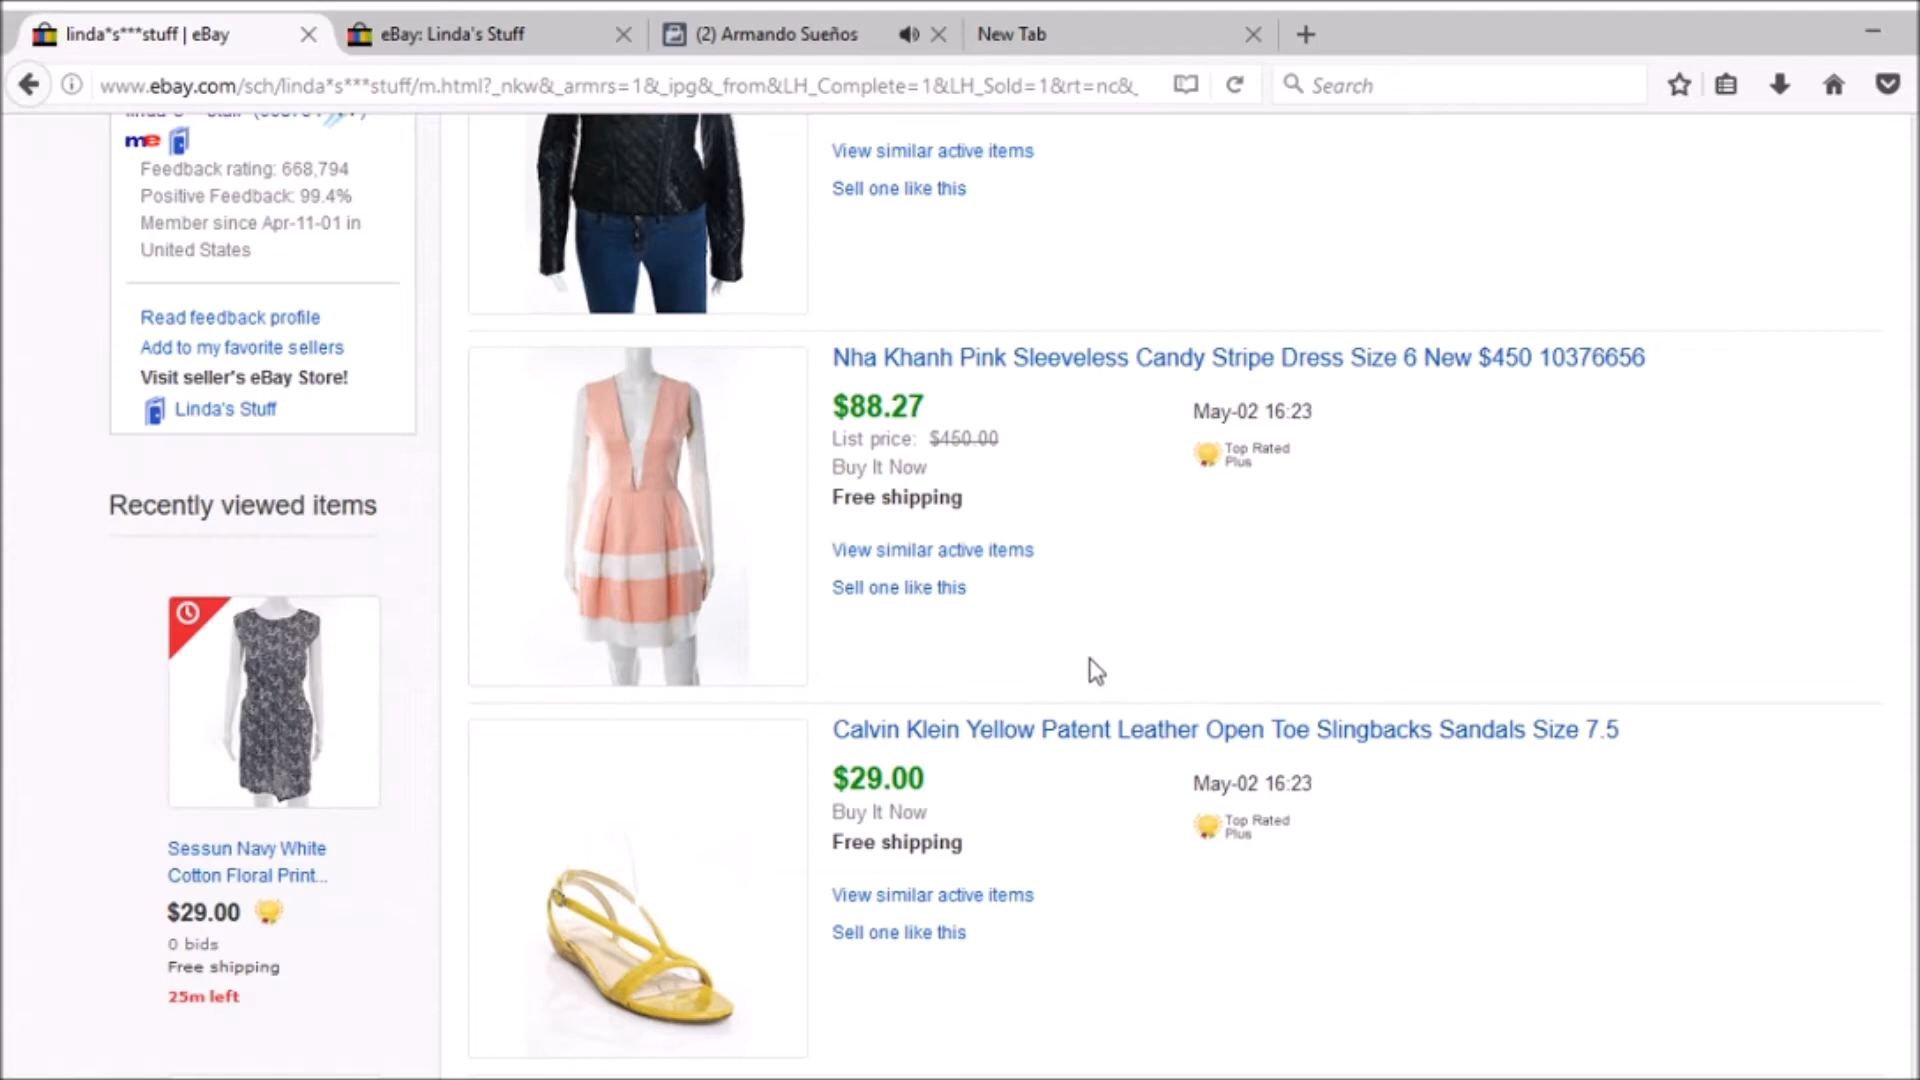 linda*s***stuff | eBay
eBay: Linda's Stuff
(2) Armando Sueños
New Tab
www.ebay.com/sch/linda*s***stuff/m.html?_nkw&_armrs=1&_ipg&_from&LH_Complete=1&LH_Sold=1&rt=nc&_
Search
me
Feedback rating: 668,794
Positive Feedback: 99.4%
Member since Apr-11-01 in
United States
Read feedback profile
Add to my favorite sellers
Visit seller's eBay Store!
Linda's Stuff
Recently viewed items
Sessun Navy White
Cotton Floral Print...
$29.00
0 bids
Free shipping
25m left
View similar active items
Sell one like this
Nha Khanh Pink Sleeveless Candy Stripe Dress Size 6 New $450 10376656
$88.27
May-02 16:23
List price: $450.00
Top Rated
Plus
Buy It Now
Free shipping
View similar active items
Sell one like this
Calvin Klein Yellow Patent Leather Open Toe Slingbacks Sandals Size 7.5
$29.00
May-02 16:23
Buy It Now
Top Rated
Plus
Free shipping
View similar active items
Sell one like this